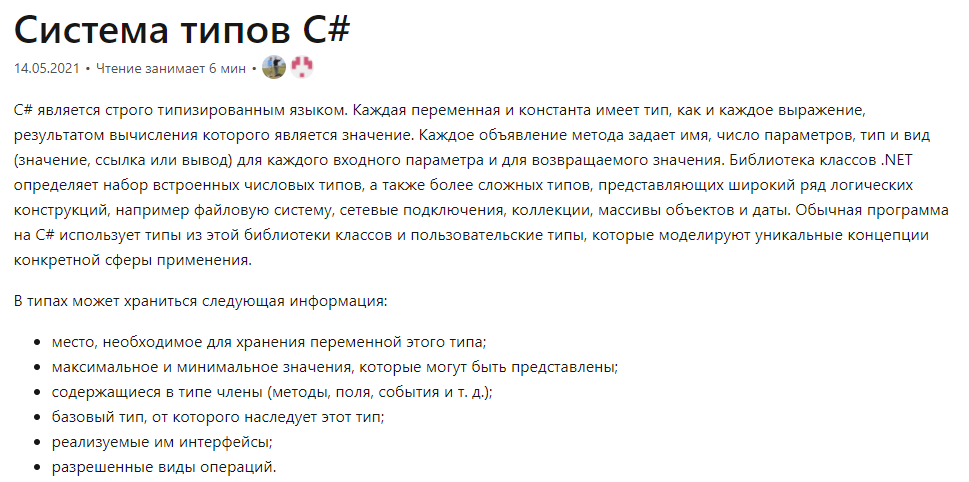 Система типов C#
14.05.2021 • Чтение занимает 6 мин •
C# является строго типизированным языком. Каждая переменная и константа имеет тип, как и каждое выражение,
результатом вычисления которого является значение. Каждое объявление метода задает имя, число параметров, тип и вид
(значение, ссылка или вывод) для каждого входного параметра и для возвращаемого значения. Библиотека классов .NET
определяет набор встроенных числовых типов, а также более сложных типов, представляющих широкий ряд логических
конструкций, например файловую систему, сетевые подключения, коллекции, массивы объектов и даты. Обычная программа
на C# использует типы из этой библиотеки классов и пользовательские типы, которые моделируют уникальные концепции
конкретной сферы применения.
В типах может храниться следующая информация:
• место, необходимое для хранения переменной этого типа;
• максимальное и минимальное значения, которые могут быть представлены;
• содержащиеся в типе члены (методы, поля, события и т. д.);
• базовый тип, от которого наследует этот тип;
• реализуемые им интерфейсы;
• разрешенные виды операций.